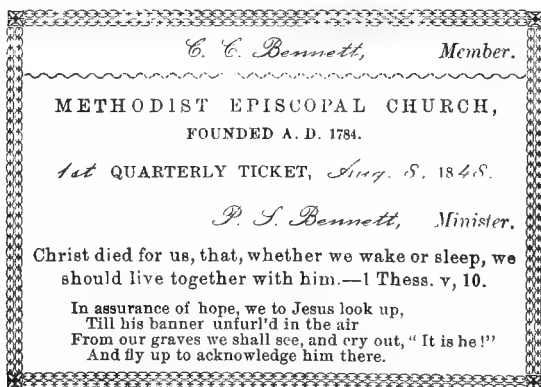 C. C. Bennett, Member.
METHODIST EPISCOPAL CHURCH,
FOUNDED A. D. 1784.
1st QUARTERLY TICKET, Aug. 8, 1848.
P. S. Bennett, Minister.
Christ died for us, that, whether we wake or sleep, we
should live together with him.—1 Thess. v, 10.
In assurance of hope, we to Jesus look up,
Till his banner unfurl'd in the air
From our graves we shall see, and cry out, "It is he!"
And fly up to acknowledge him there.